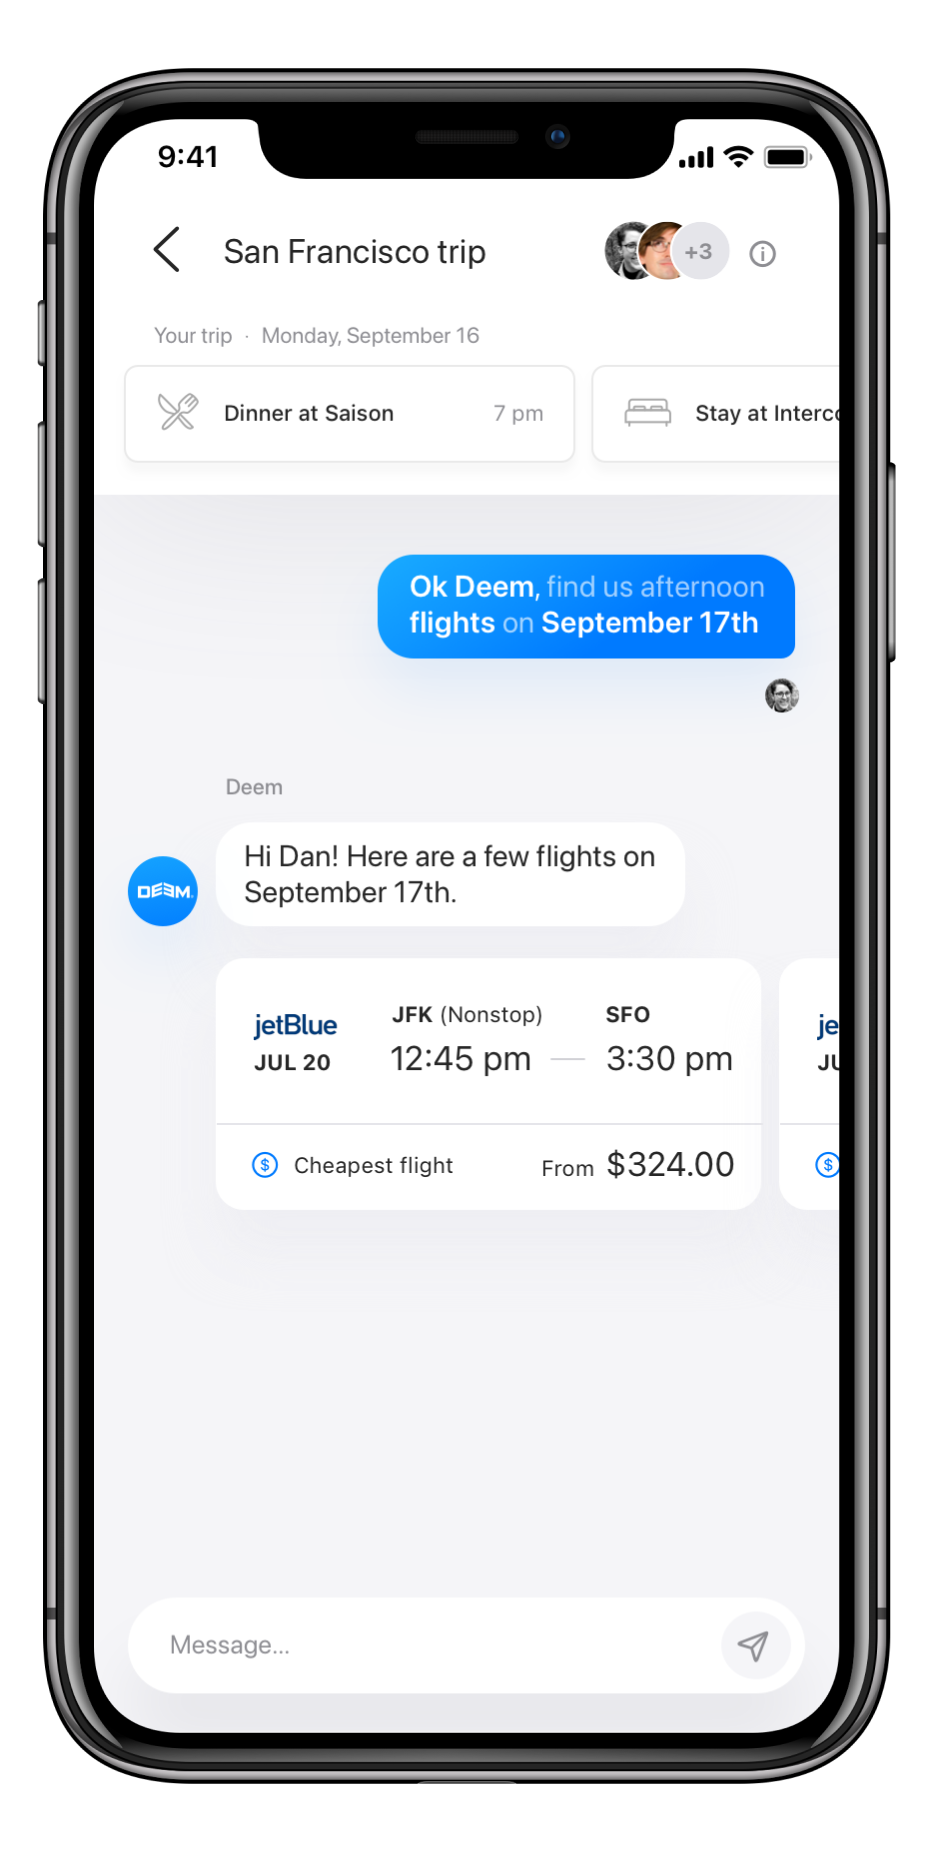 9:41
San Francisco trip
+3
Your trip · Monday, September 16
Dinner at Saison 7 pm
Stay at Interco
Ok Deem, find us afternoon
flights on September 17th
Deem
DEEM
Hi Dan! Here are a few flights on
September 17th.
jetBlue
JUL 20
JFK (Nonstop) SFO
12:45 pm — 3:30 pm
Cheapest flight From $324.00
je
JU
Message...